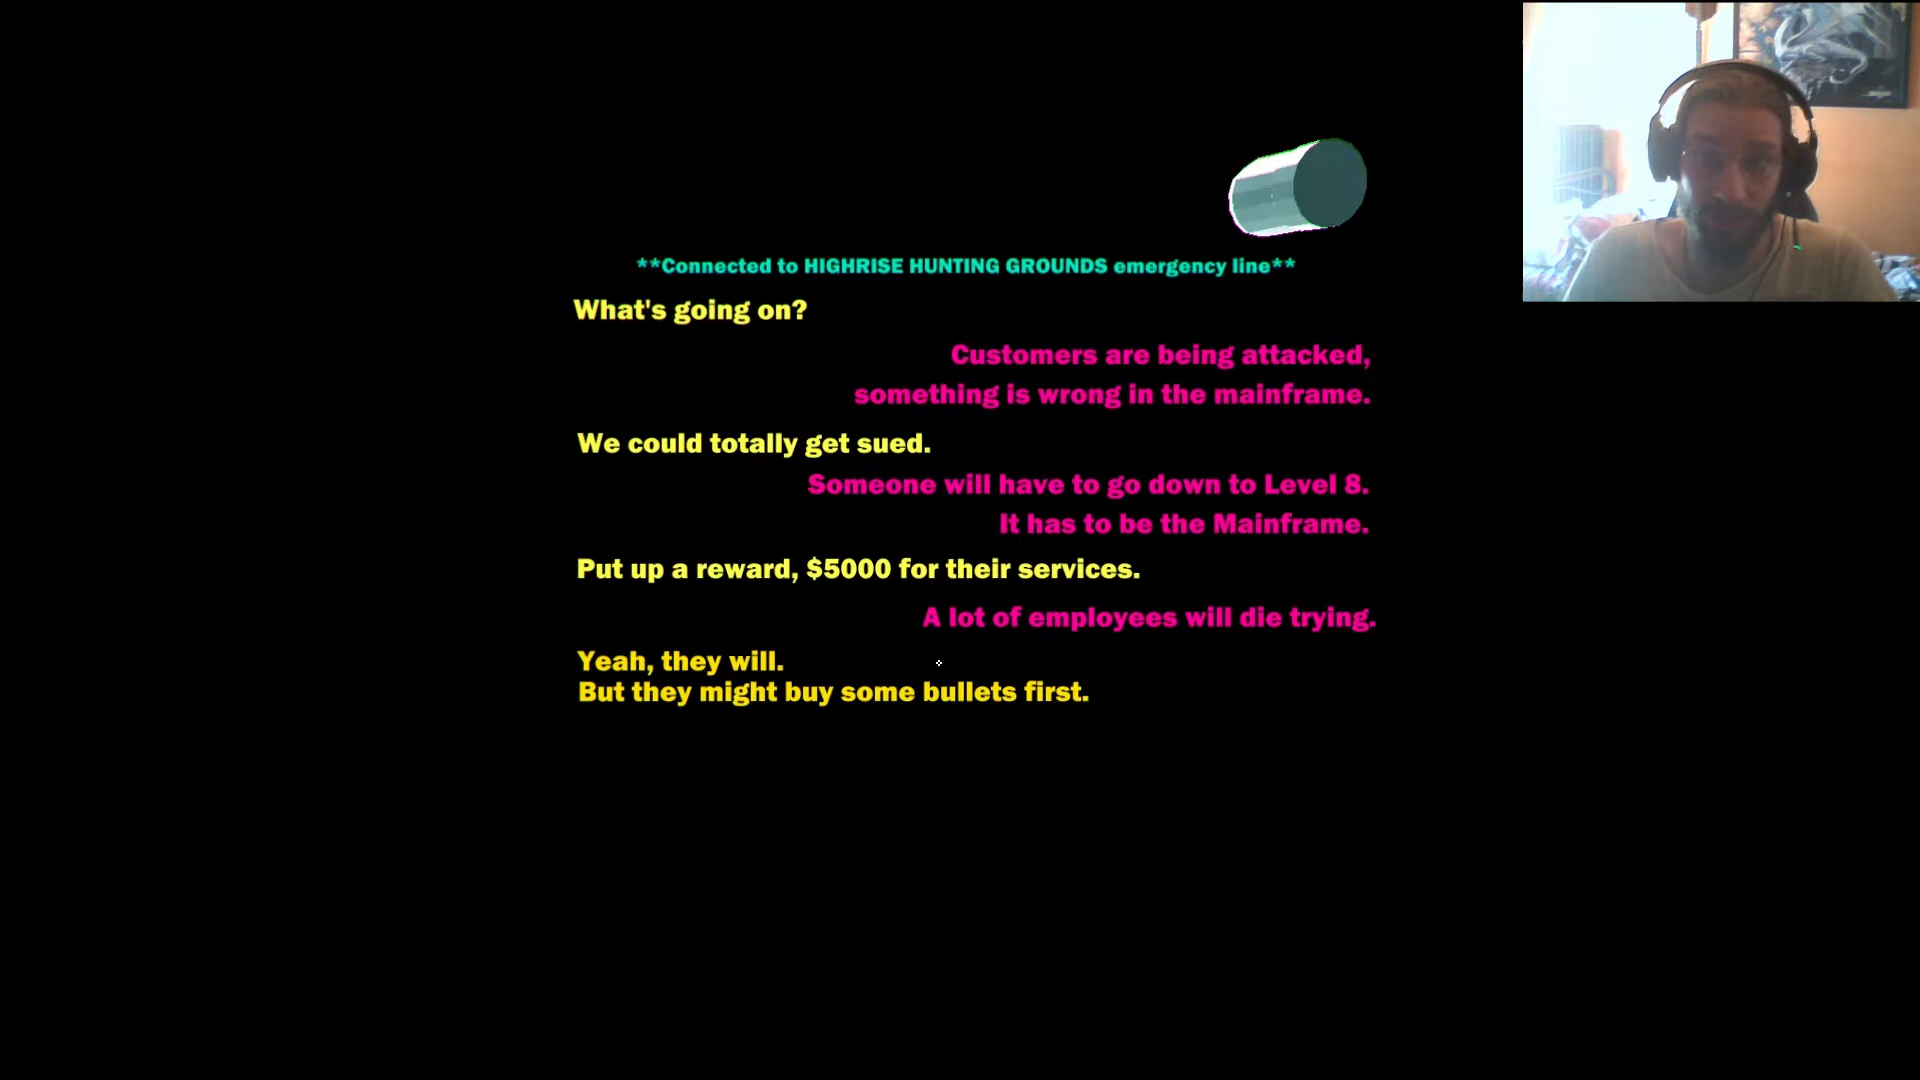 **Connected to HIGHRISE HUNTING GROUNDS emergency line**
What's going on?
Customers are being attacked,
something is wrong in the mainframe.
We could totally get sued.
Someone will have to go down to Level 8.
It has to be the Mainframe.
Put up a reward, $5000 for their services.
A lot of employees will die trying.
Yeah, they will.
But they might buy some bullets first.